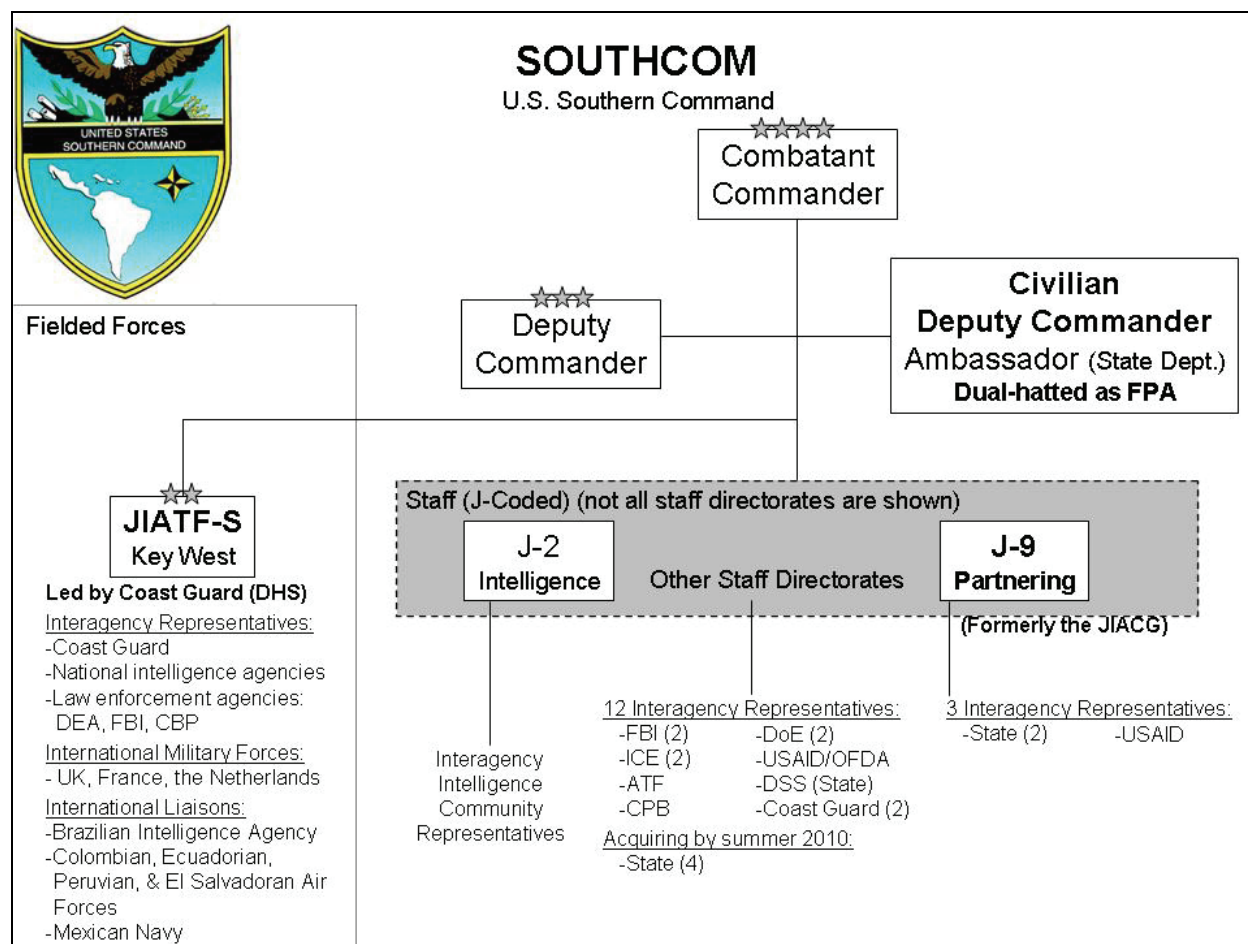 UNITED STATES
SOUTHERN COMMAND
SOUTHCOM
U.S. Southern Command
Combatant
Commander
Deputy
Commander
Civilian
Deputy Commander
Ambassador (State Dept.)
Dual-hatted as FPA
Fielded Forces
JIATF-S
Key West
Led by Coast Guard (DHS)
Interagency Representatives:
-Coast Guard
-National intelligence agencies
-Law enforcement agencies:
DEA, FBI, CBP
International Military Forces:
- UK, France, the Netherlands
International Liaisons:
-Brazilian Intelligence Agency
-Colombian, Ecuadorian,
Peruvian, & El Salvadoran Air
Forces
-Mexican Navy
Staff (J-Coded) (not all staff directorates are shown)
J-2
Intelligence
Other Staff Directorates
J-9
Partnering
(Formerly the JIACG)
Interagency
Intelligence
Community
Representatives
12 Interagency Representatives:
-FBI (2)
-ICE (2)
-ATF
-CPB
-DoE (2)
-USAID/OFDA
-DSS (State)
-Coast Guard (2)
Acquiring by summer 2010:
-State (4)
3 Interagency Representatives:
-State (2)
-USAID